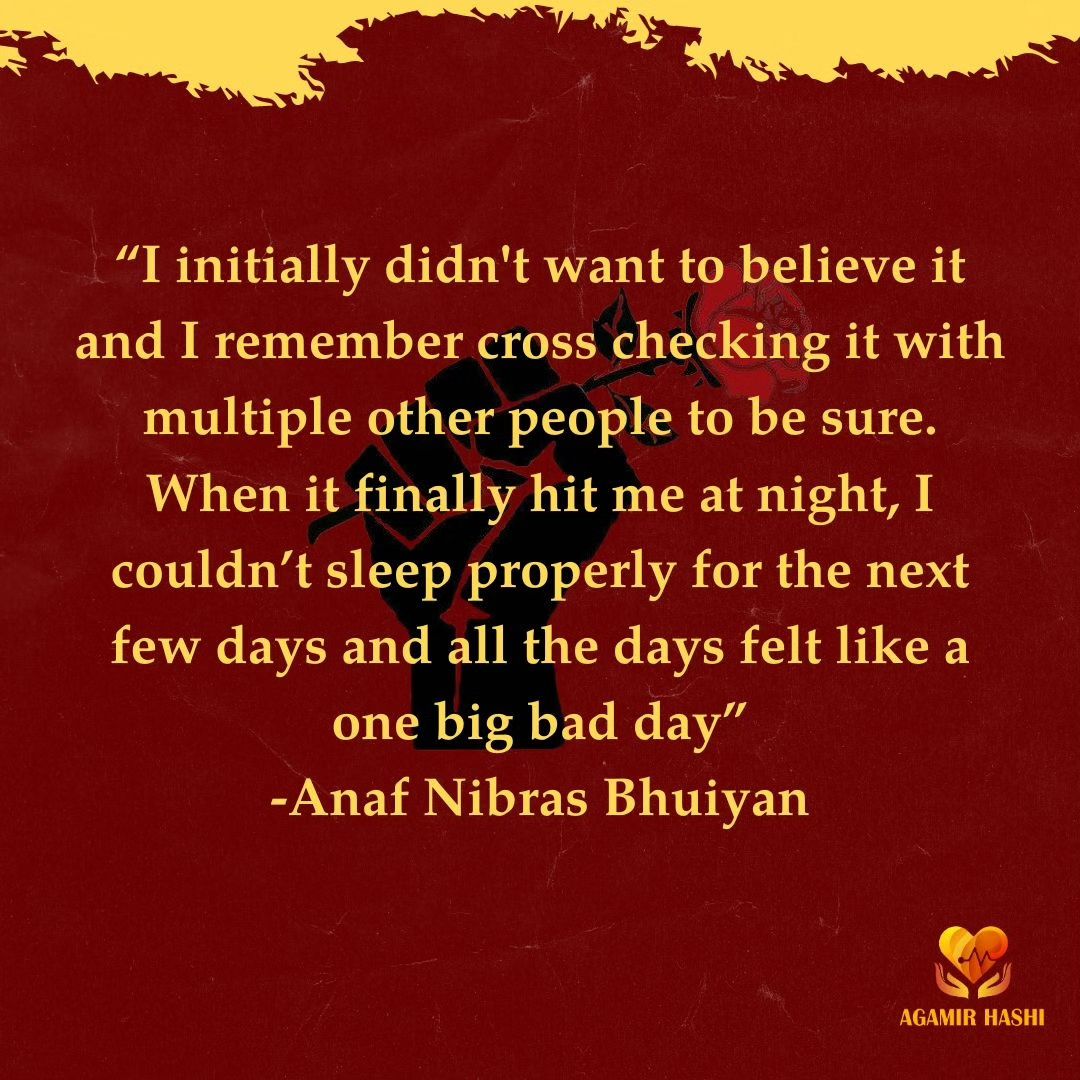 “I initially didn't want to believe it
and I remember cross checking it with
multiple other people to be sure.
When it finally hit me at night, I
couldn’t sleep properly for the next
few days and all the days felt like a
one big bad day”
-Anaf Nibras Bhuiyan
AGAMIR HASHI